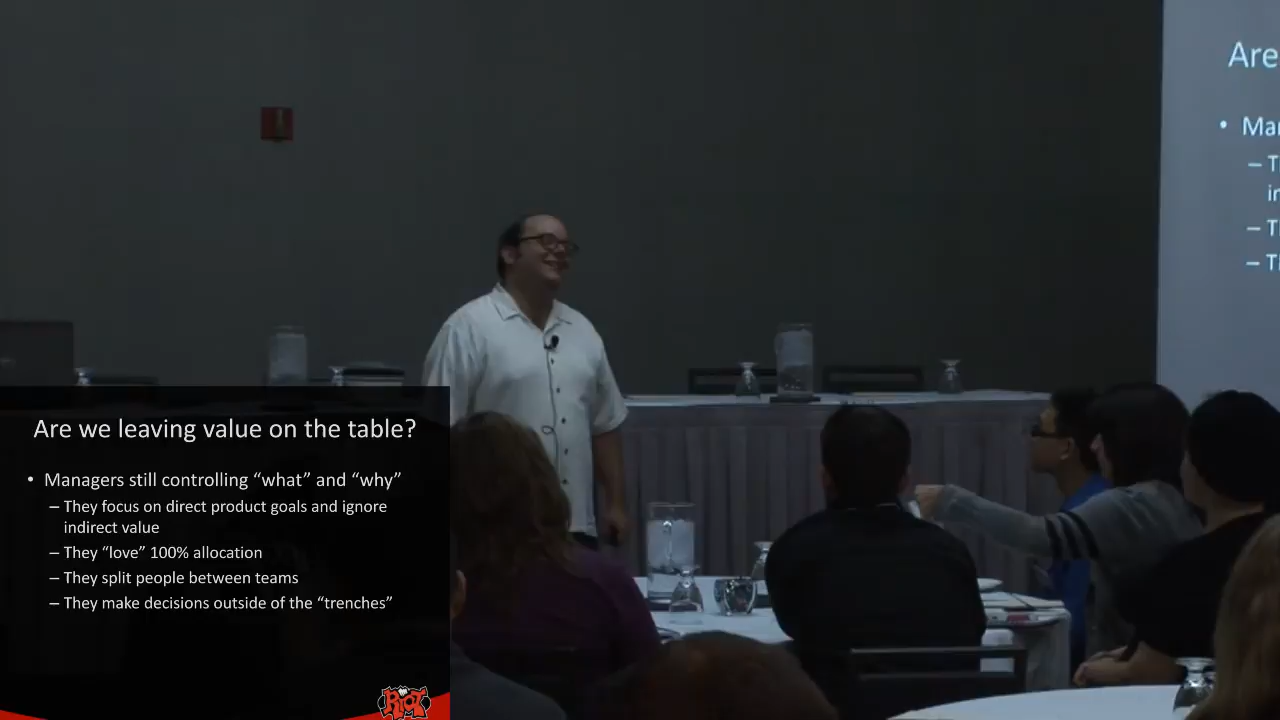 Are we leaving value on the table?
• Managers still controlling “what” and “why”
– They focus on direct product goals and ignore
indirect value
– They “love” 100% allocation
– They split people between teams
– They make decisions outside of the “trenches”
RIOT
Are
•
–
–
–